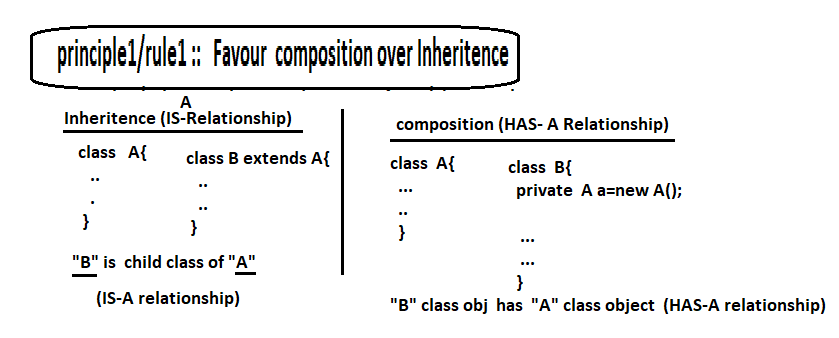 principle1/rule1 :: Favour composition over Inheritence
A
Inheritence (IS-Relationship)
class A{
..
.
}
class B extends A{
..
..
}
"B" is child class of "A"
(IS-A relationship)
composition (HAS- A Relationship)
class A{
...
..
}
class B{
private A a=new A();
...
...
}
"B" class obj has "A" class object (HAS-A relationship)